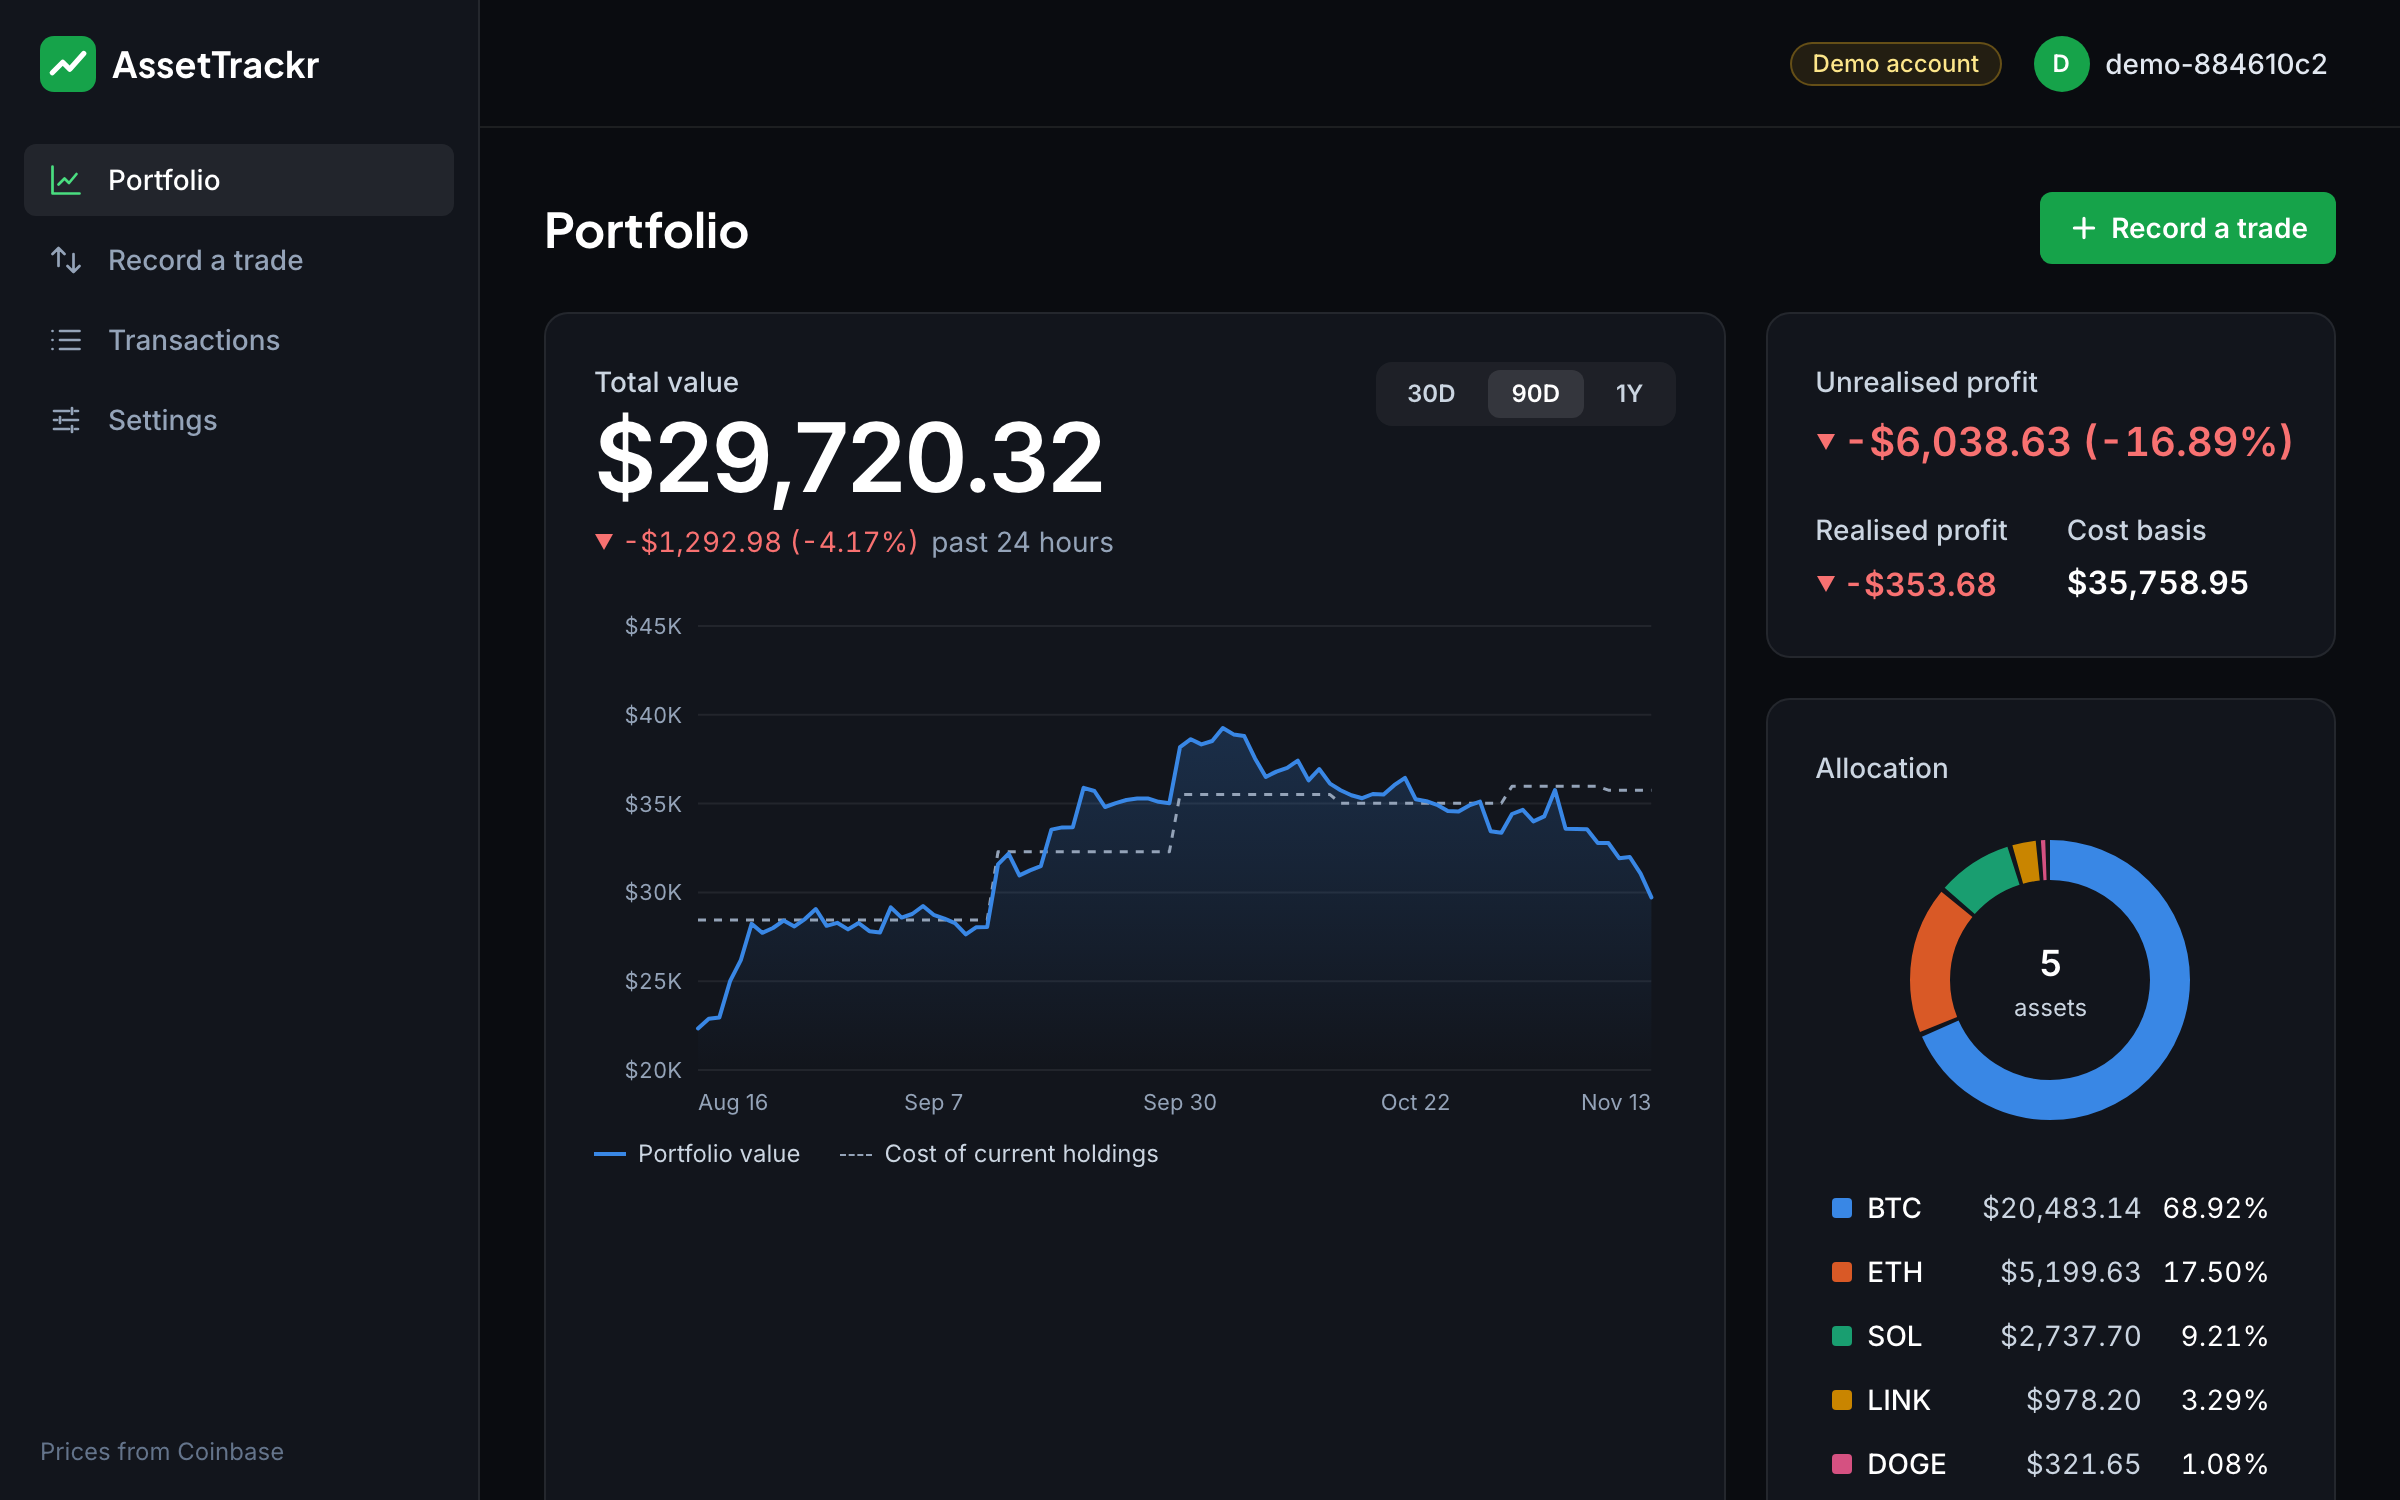 AssetTrackr
Portfolio
Record a trade
Transactions
Settings
Prices from Coinbase
Demo account
D
demo-884610c2
Portfolio
+ Record a trade
Total value
$29,720.32
▼ -$1,292.98 (-4.17%) past 24 hours
30D 90D 1Y
$45K
$40K
$35K
$30K
$25K
$20K
Aug 16 Sep 7 Sep 30 Oct 22 Nov 13
Portfolio value Cost of current holdings
Unrealised profit
▼ -$6,038.63 (-16.89%)
Realised profit Cost basis
▼ -$353.68 $35,758.95
Allocation
5
assets
BTC $20,483.14 68.92%
ETH $5,199.63 17.50%
SOL $2,737.70 9.21%
LINK $978.20 3.29%
DOGE $321.65 1.08%